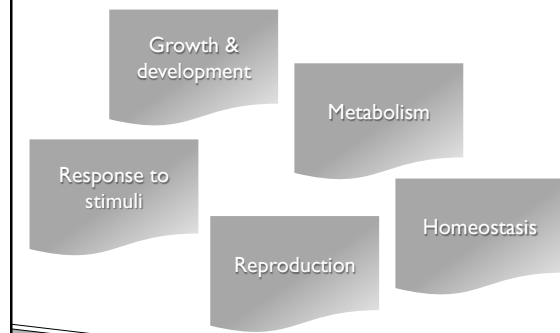 Growth &
development
Metabolism
Response to
stimuli
Homeostasis
Reproduction